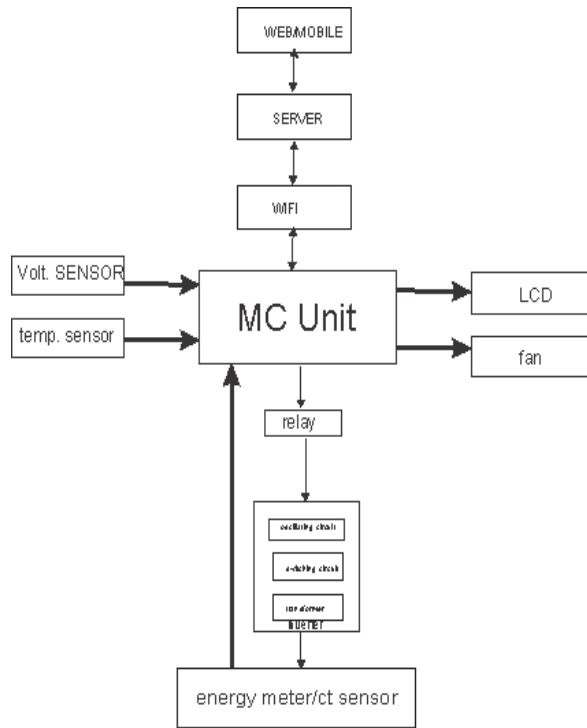 WEB/MOBILE
SERVER
WIFI
Volt. SENSOR
temp. sensor
MC Unit
LCD
fan
relay
oscillating circuit
switching circuit
transformer
energy meter/ct sensor